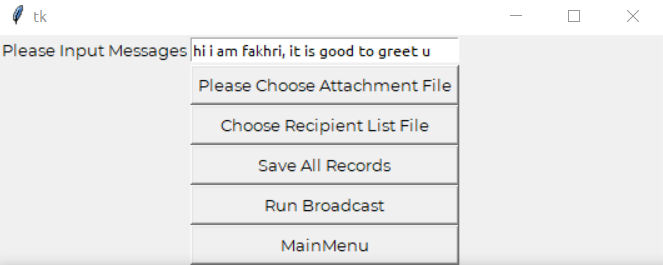 tk
Please Input Messages hi i am fakhri, it is good to greet u
Please Choose Attachment File
Choose Recipient List File
Save All Records
Run Broadcast
MainMenu